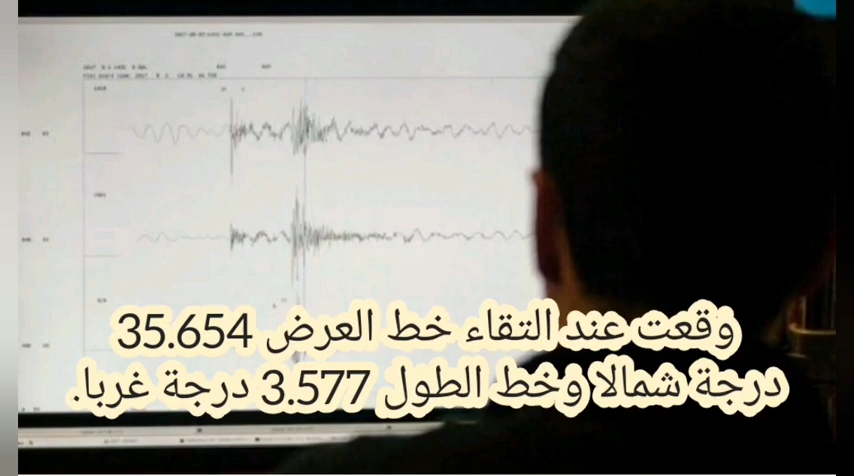 وقعت عند التقاء خط العرض 35.654
درجة شمالا وخط الطول 3.577 درجة غربا.